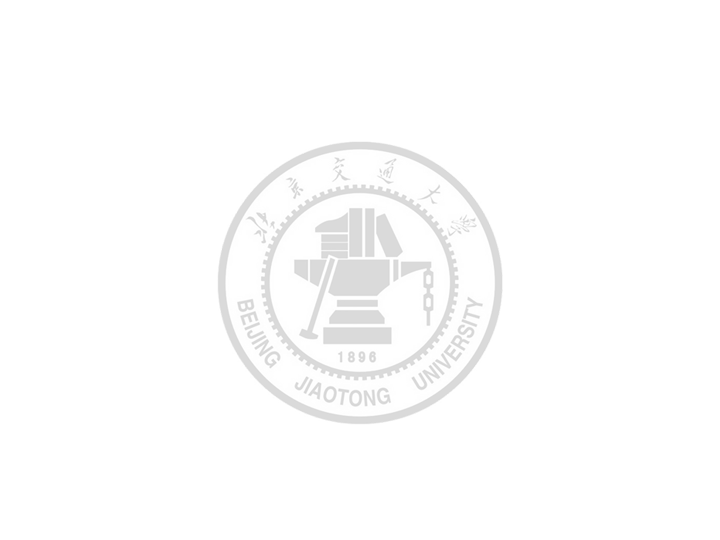 北京交通大學
1896
BEIJING JIAOTONG UNIVERSITY